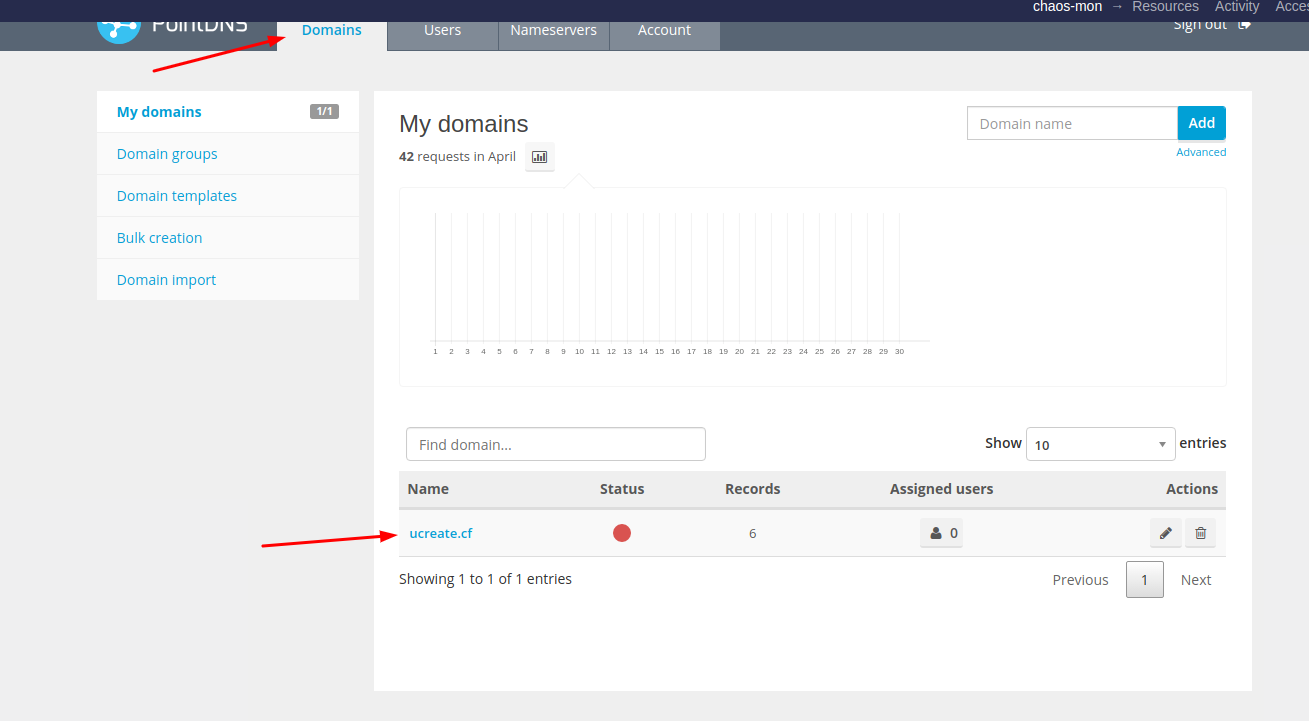 chaos-mon → Resources Activity Acces
PointDNS Domains Users Nameservers Account Sign out
My domains 1/1
Domain groups
Domain templates
Bulk creation
Domain import
My domains
Domain name Add
42 requests in April
Advanced
1 2 3 4 5 6 7 8 9 10 11 12 13 14 15 16 17 18 19 20 21 22 23 24 25 26 27 28 29 30
Find domain... Show 10 entries
Name Status Records Assigned users Actions
ucreate.cf 6 0
Showing 1 to 1 of 1 entries Previous 1 Next